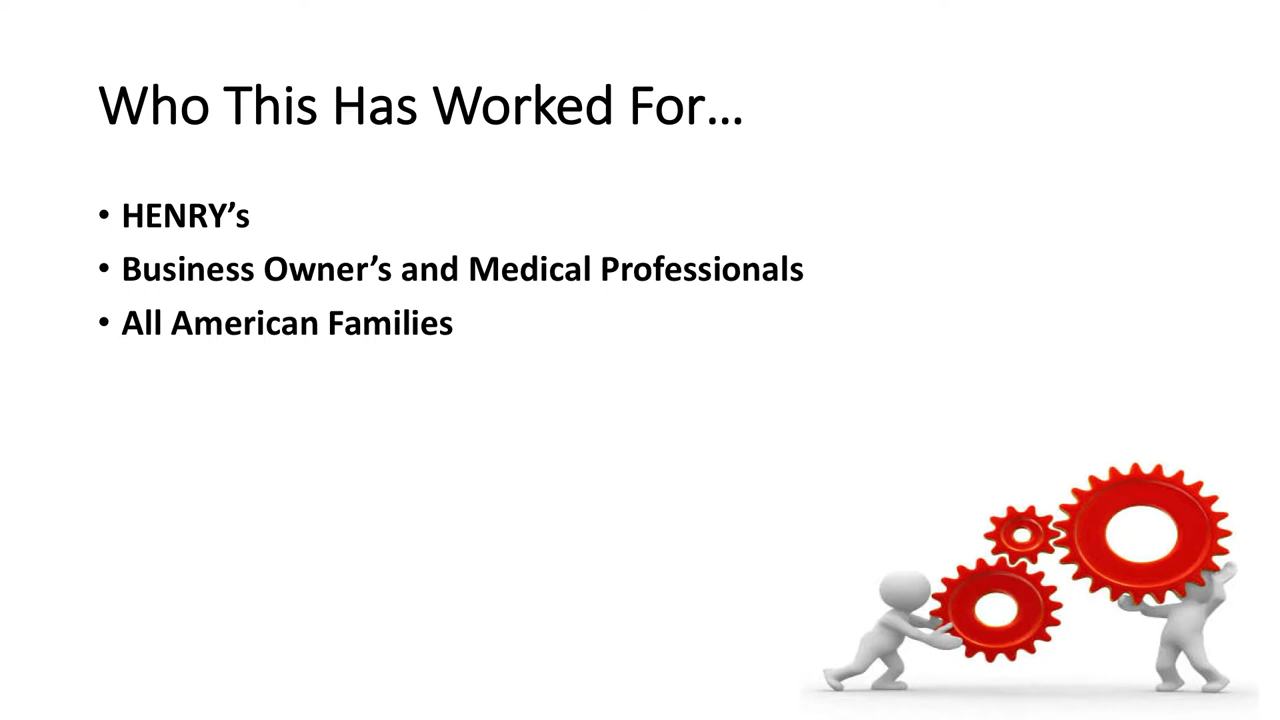 Who This Has Worked For…
• HENRY’s
• Business Owner’s and Medical Professionals
• All American Families